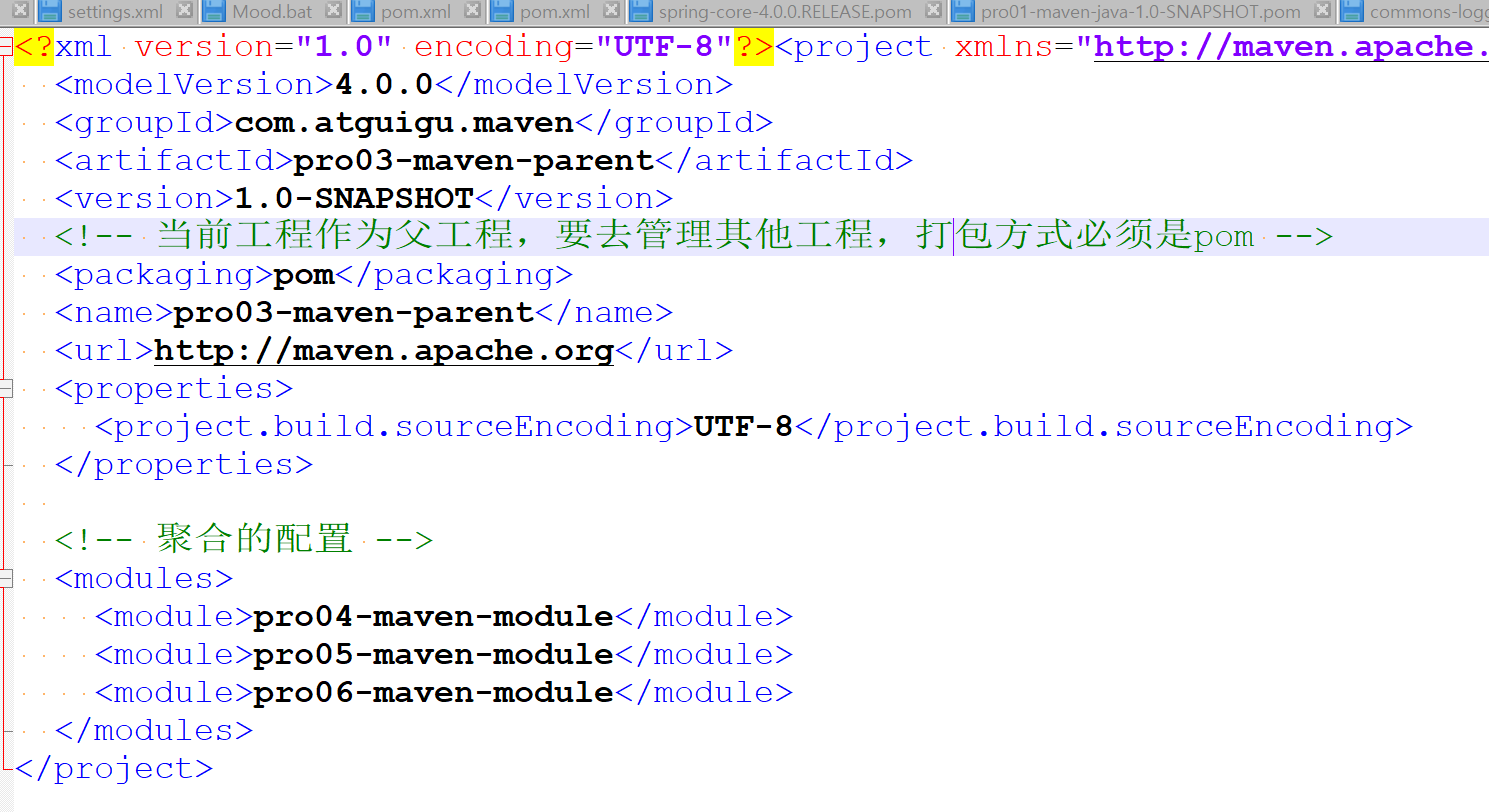 settings.xml Mood.bat pom.xml pom.xml spring-core-4.0.0.RELEASE.pom pro01-maven-java-1.0-SNAPSHOT.pom commons-logg
<?xml version="1.0" encoding="UTF-8"?><project xmlns="http://maven.apache.
<modelVersion>4.0.0</modelVersion>
<groupId>com.atguigu.maven</groupId>
<artifactId>pro03-maven-parent</artifactId>
<version>1.0-SNAPSHOT</version>
<!-- 当前工程作为父工程，要去管理其他工程，打包方式必须是pom -->
<packaging>pom</packaging>
<name>pro03-maven-parent</name>
<url>http://maven.apache.org</url>
<properties>
<project.build.sourceEncoding>UTF-8</project.build.sourceEncoding>
</properties>
<!-- 聚合的配置 -->
<modules>
<module>pro04-maven-module</module>
<module>pro05-maven-module</module>
<module>pro06-maven-module</module>
</modules>
</project>